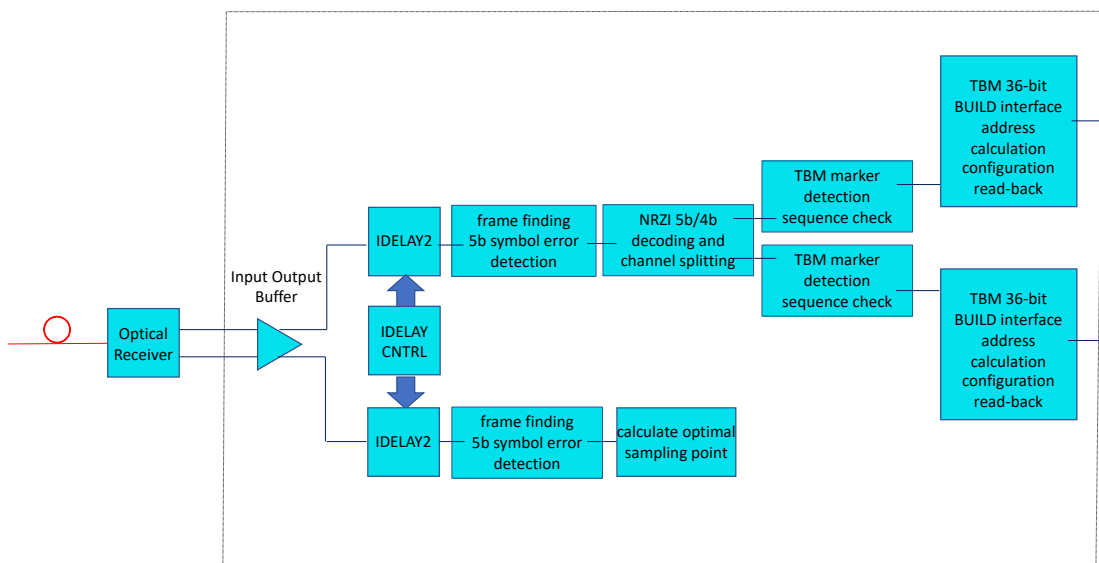 Optical
Receiver
Input Output
Buffer
IDELAY2
IDELAY
CNTRL
IDELAY2
frame finding
5b symbol error
detection
frame finding
5b symbol error
detection
NRZI 5b/4b
decoding and
channel splitting
calculate optimal
sampling point
TBM marker
detection
sequence check
TBM marker
detection
sequence check
TBM 36-bit
BUILD interface
address
calculation
configuration
read-back
TBM 36-bit
BUILD interface
address
calculation
configuration
read-back